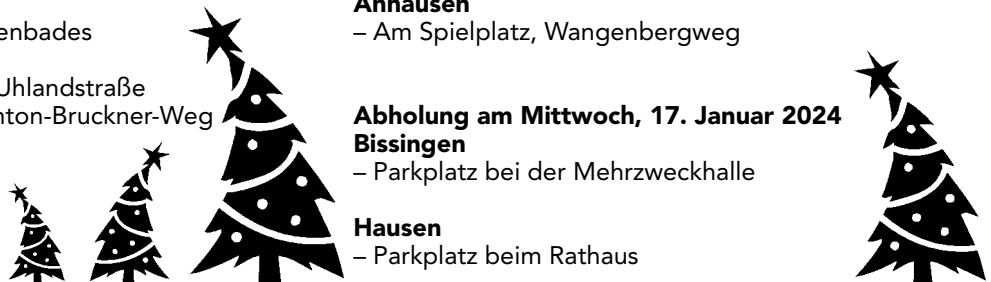 enbades
Uhlandstraße
nton-Bruckner-Weg
Anhausen
– Am Spielplatz, Wangenbergweg
Abholung am Mittwoch, 17. Januar 2024
Bissingen
– Parkplatz bei der Mehrzweckhalle
Hausen
– Parkplatz beim Rathaus